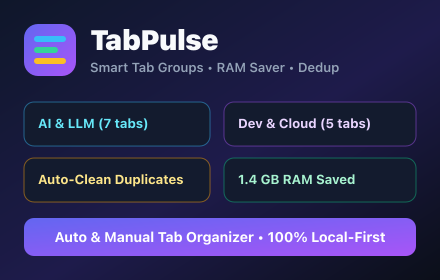 TabPulse
Smart Tab Groups • RAM Saver • Dedup
AI & LLM (7 tabs)
Dev & Cloud (5 tabs)
Auto-Clean Duplicates
1.4 GB RAM Saved
Auto & Manual Tab Organizer • 100% Local-First